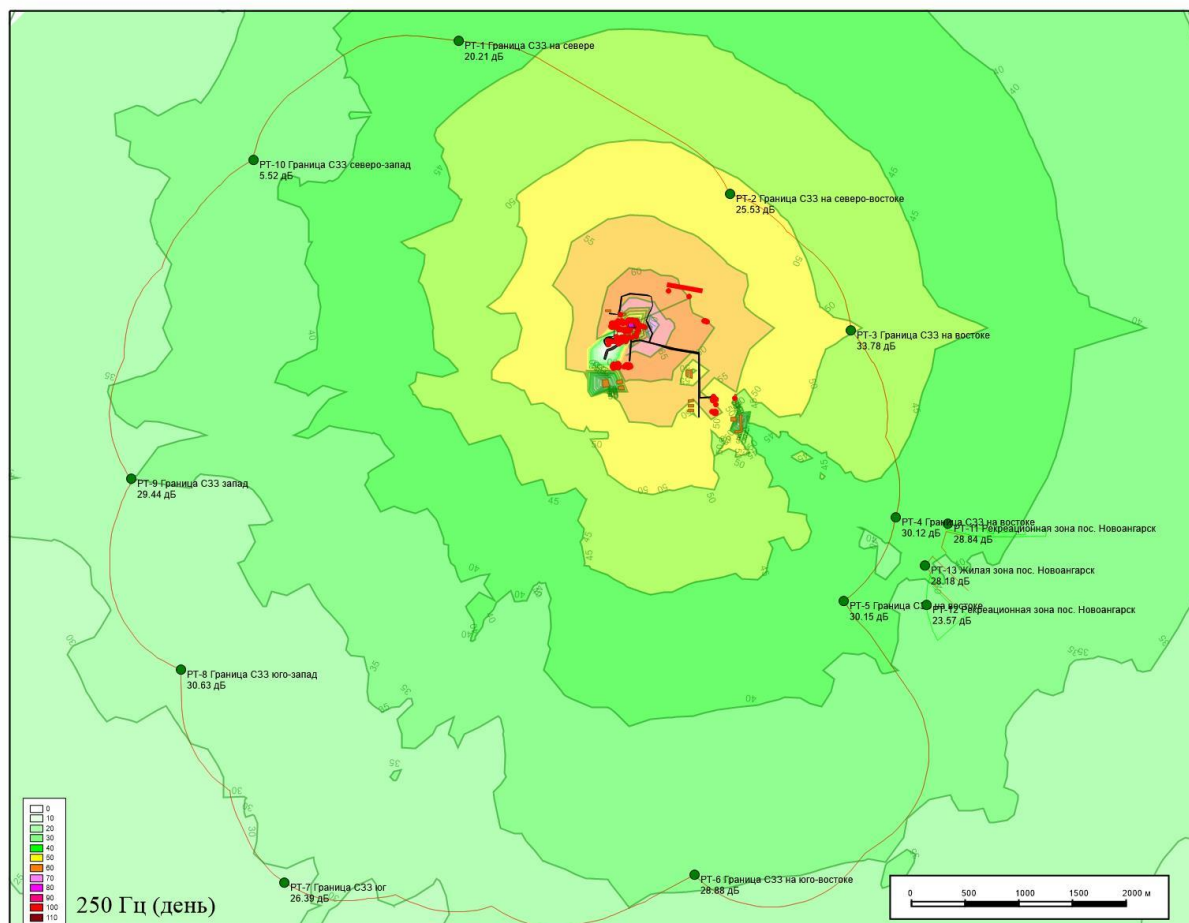 РТ-1 Граница СЗЗ на севере
20.21 дБ
РТ-10 Граница СЗЗ северо-запад
5.52 дБ
РТ-2 Граница СЗЗ на северо-востоке
25.53 дБ
РТ-3 Граница СЗЗ на востоке
33.78 дБ
РТ-9 Граница СЗЗ запад
29.44 дБ
РТ-4 Граница СЗЗ на востоке
30.12 дБ
РТ-11 Рекреационная зона пос. Новоангарск
28.84 дБ
РТ-13 Жилая зона пос. Новоангарск
28.18 дБ
РТ-5 Граница СЗЗ на востоке
30.15 дБ
РТ-12 Рекреационная зона пос. Новоангарск
23.57 дБ
РТ-8 Граница СЗЗ юго-запад
30.63 дБ
РТ-7 Граница СЗЗ юг
26.39 дБ
РТ-6 Граница СЗЗ на юго-востоке
28.88 дБ
0
10
20
30
40
50
60
70
80
90
100
110
250 Гц (день)
0 500 1000 1500 2000 м